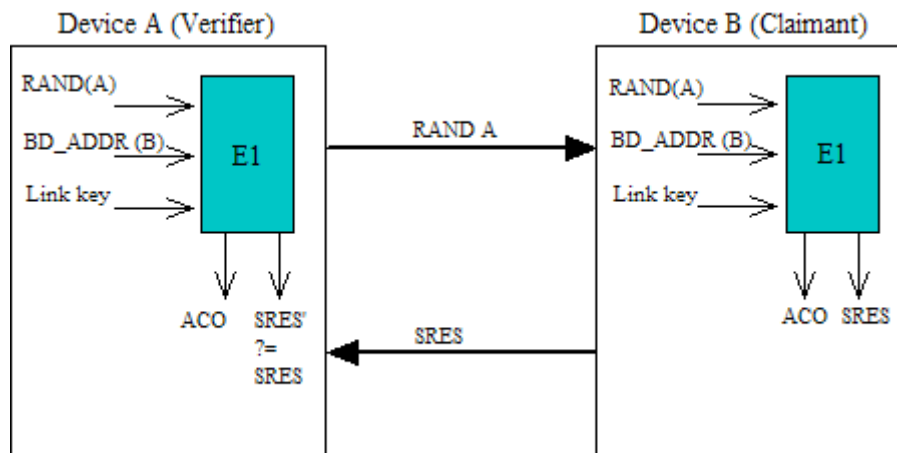 Device A (Verifier)
Device B (Claimant)
RAND(A)
BD_ADDR (B)
Link key
E1
ACO
SRES'
?=
SRES
RAND A
SRES
RAND(A)
BD_ADDR (B)
Link key
E1
ACO
SRES